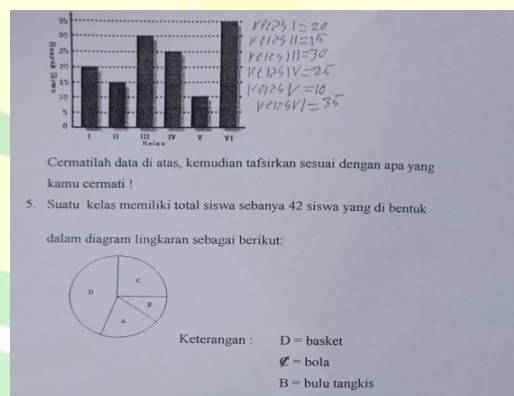 35
30
25
20
15
10
5
0
Banyak Siswa
I II III IV V VI
Kelas
Kelas I = 20
Kelas II = 15
Kelas III = 30
Kelas IV = 25
Kelas V = 10
Kelas VI = 35
Cermatilah data di atas, kemudian tafsirkan sesuai dengan apa yang
kamu cermati !
5. Suatu kelas memiliki total siswa sebanya 42 siswa yang di bentuk
dalam diagram lingkaran sebagai berikut:
D
C
B
A
Keterangan : D = basket
C = bola
B = bulu tangkis